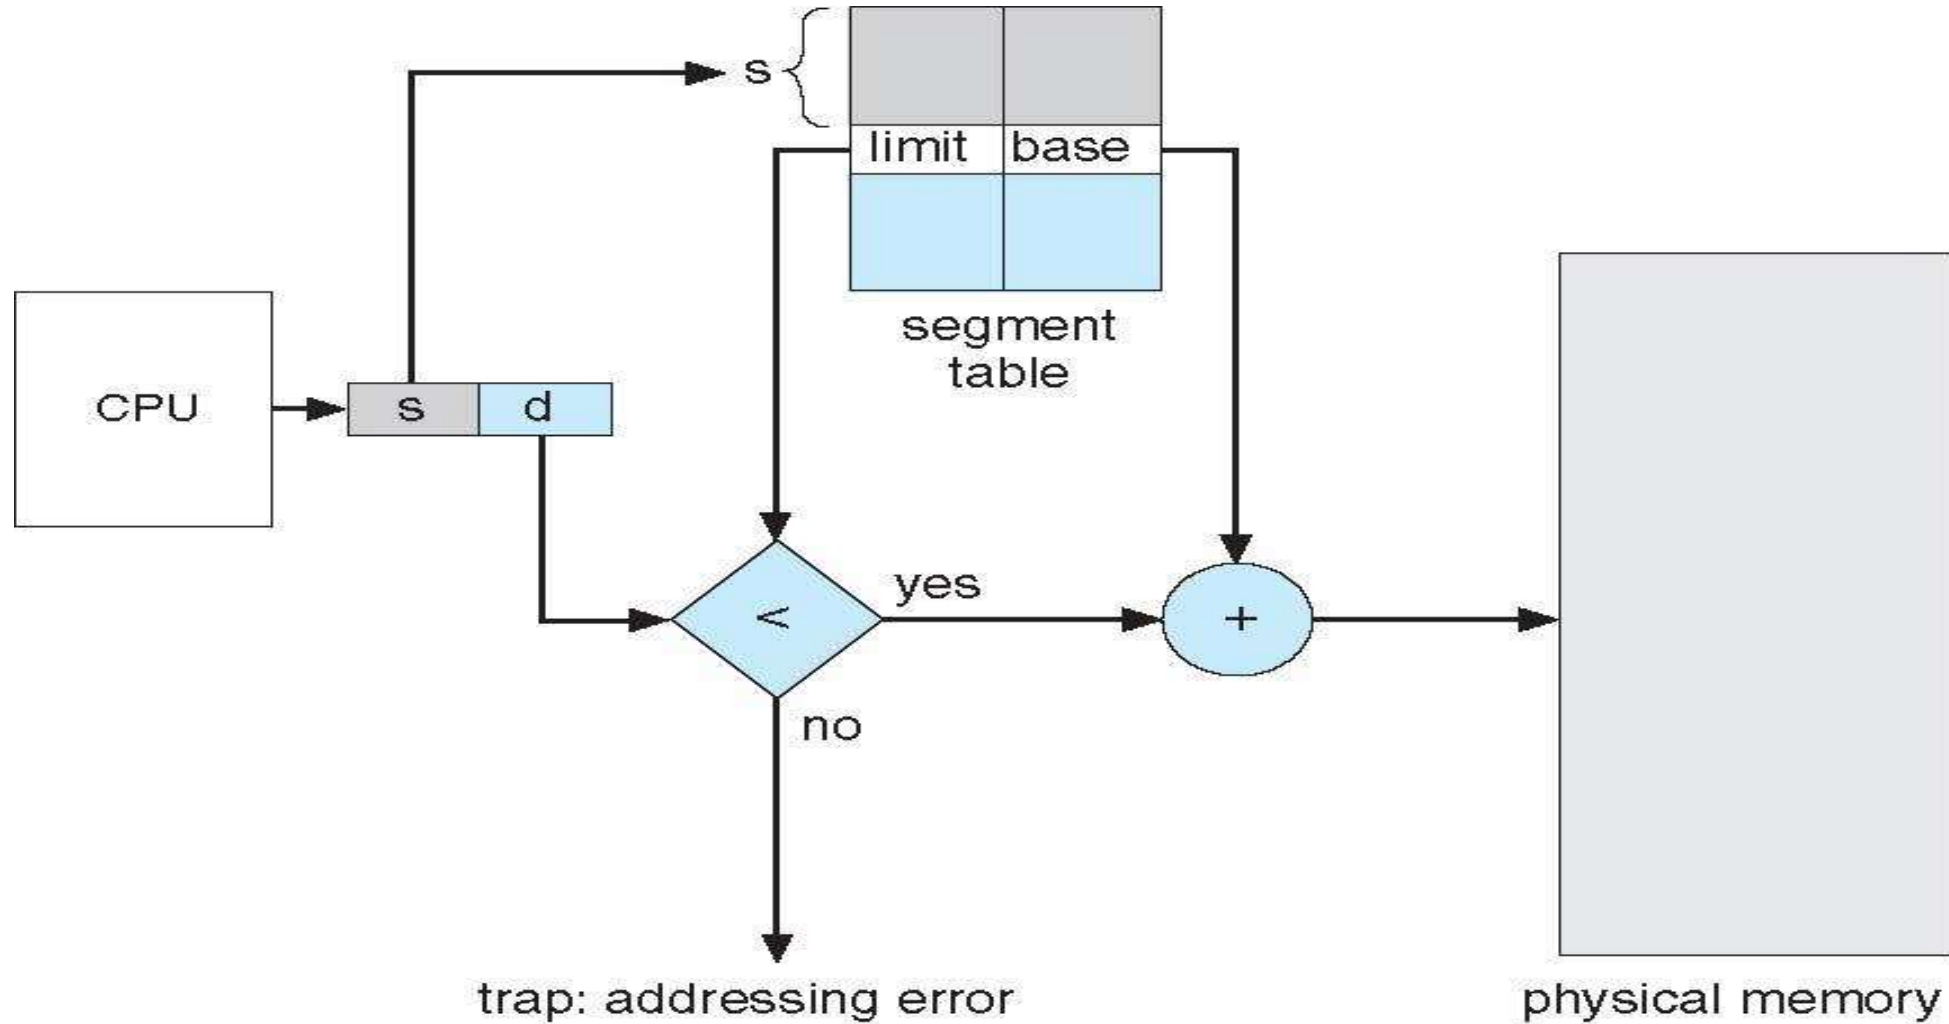 s
limit base
segment
table
CPU
s d
<
yes
+
no
trap: addressing error
physical memory